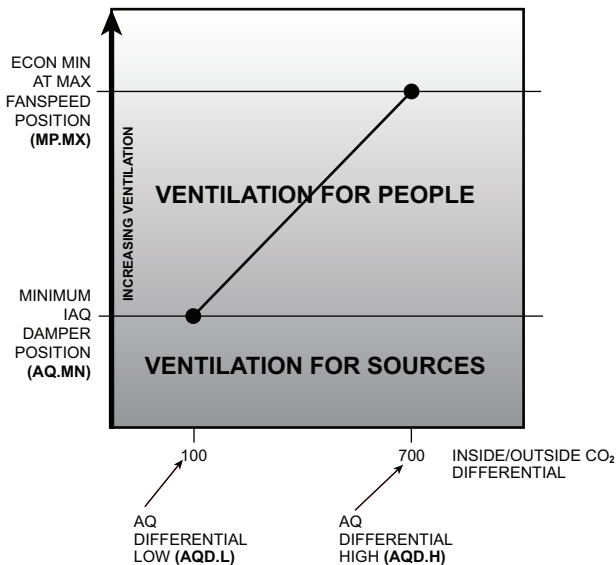 ECON MIN
AT MAX
FANSPEED
POSITION
(MP.MX)
INCREASING VENTILATION
VENTILATION FOR PEOPLE
MINIMUM
IAQ
DAMPER
POSITION
(AQ.MN)
VENTILATION FOR SOURCES
100
700
INSIDE/OUTSIDE CO₂
DIFFERENTIAL
AQ
DIFFERENTIAL
LOW (AQD.L)
AQ
DIFFERENTIAL
HIGH (AQD.H)